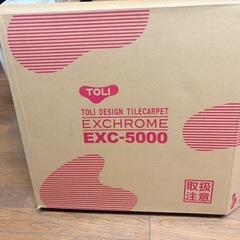 TOLI
TOLI DESIGN TILECARPET
EXCHROME
EXC-5000
取扱
注意